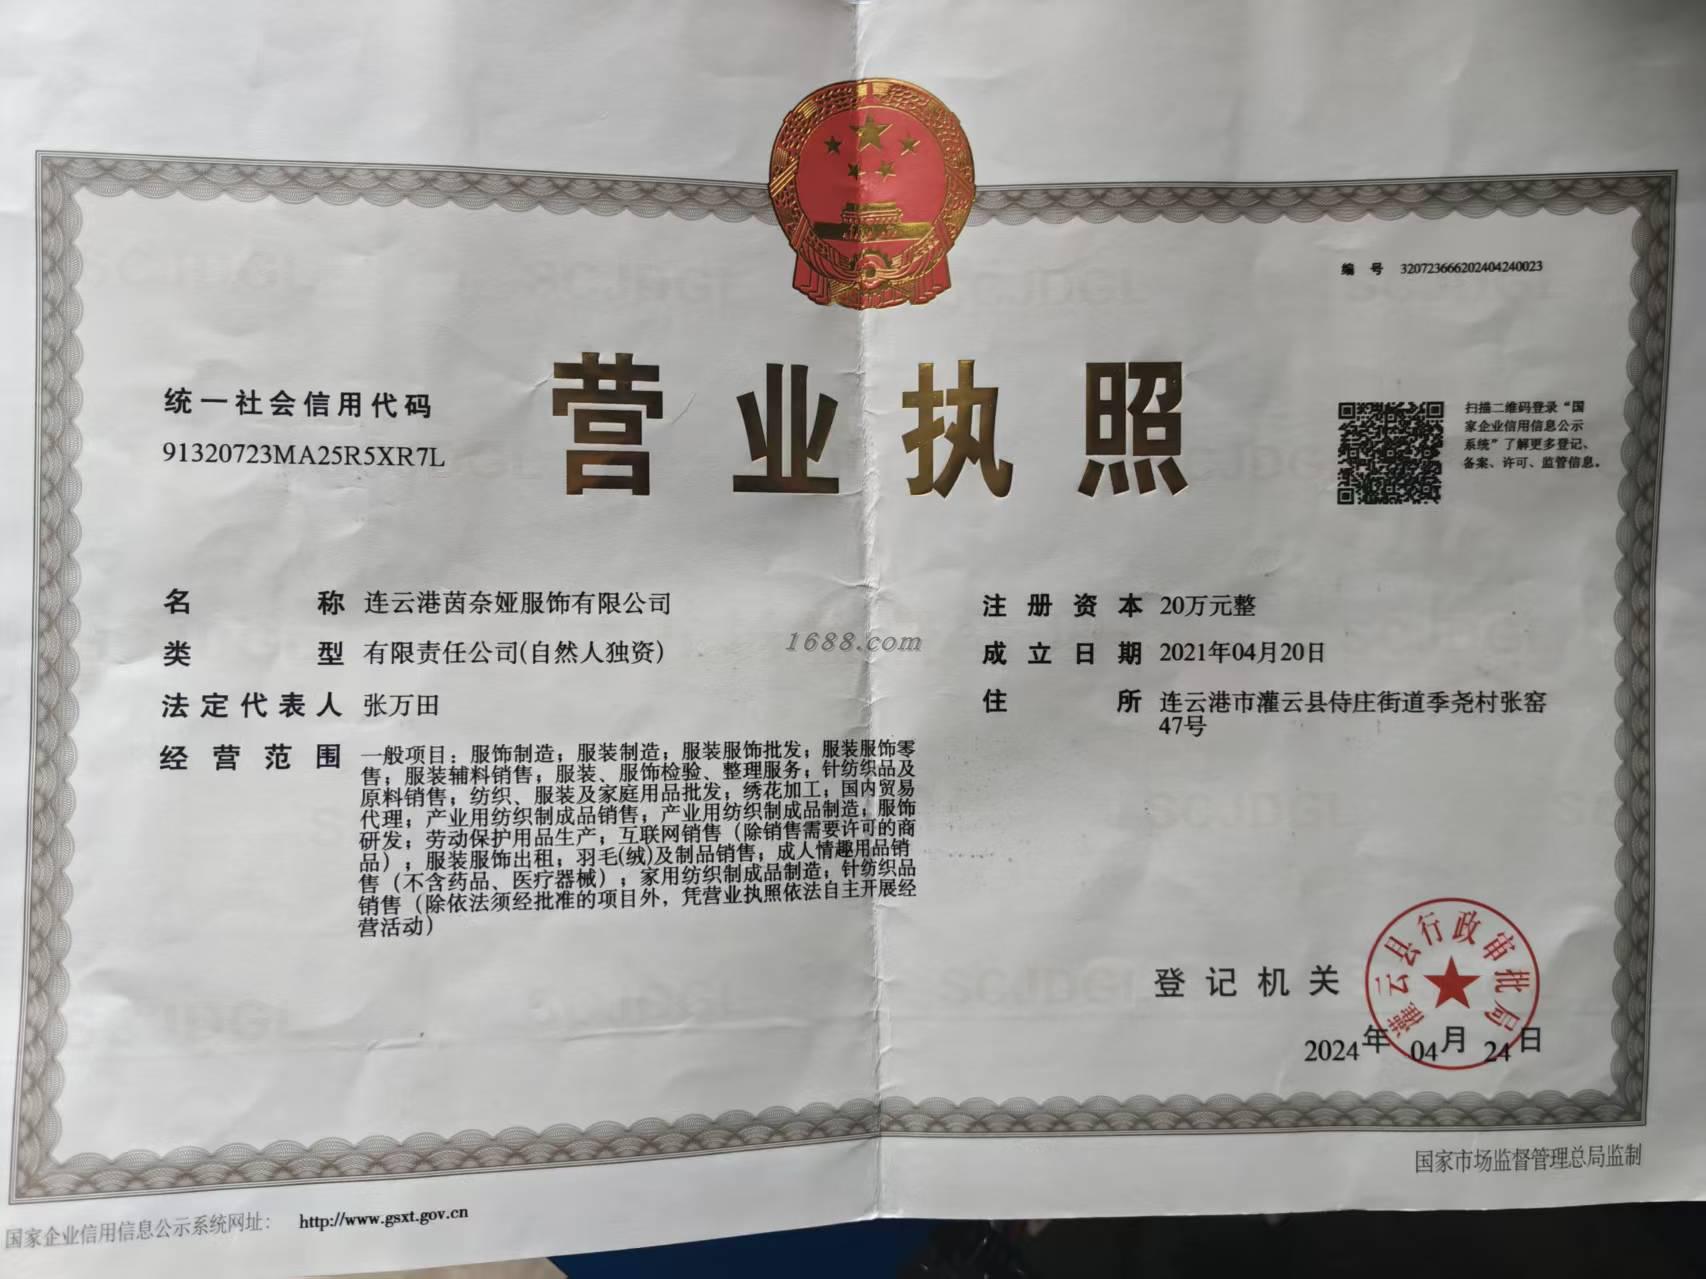 编 号 320723666202404240023
统一社会信用代码
91320723MA25R5XR7L
营业执照
扫描二维码登录“国
家企业信用信息公示
系统”了解更多登记、
备案、许可、监管信息。
名 称 连云港茵奈娅服饰有限公司
类 型 有限责任公司(自然人独资)
法定代表人 张万田
经营范围 一般项目：服饰制造；服装制造；服装服饰批发；服装服饰零
售；服装辅料销售；服装、服饰检验、整理服务；针纺织品及
原料销售；纺织、服装及家庭用品批发；绣花加工；国内贸易
代理；产业用纺织制成品销售；产业用纺织制成品制造；服饰
研发；劳动保护用品生产；互联网销售（除销售需要许可的商
品）；服装服饰出租；羽毛(绒)及制品销售；成人情趣用品销
售（不含药品、医疗器械）；家用纺织制成品制造；针纺织品
销售（除依法须经批准的项目外，凭营业执照依法自主开展经
营活动）
注册资本 20万元整
成立日期 2021年04月20日
住 所 连云港市灌云县侍庄街道季尧村张窑
47号
1688.com
登记机关
灌云县行政审批局
2024年 04月 24日
国家企业信用信息公示系统网址： http://www.gsxt.gov.cn
国家市场监督管理总局监制
SCJDGL